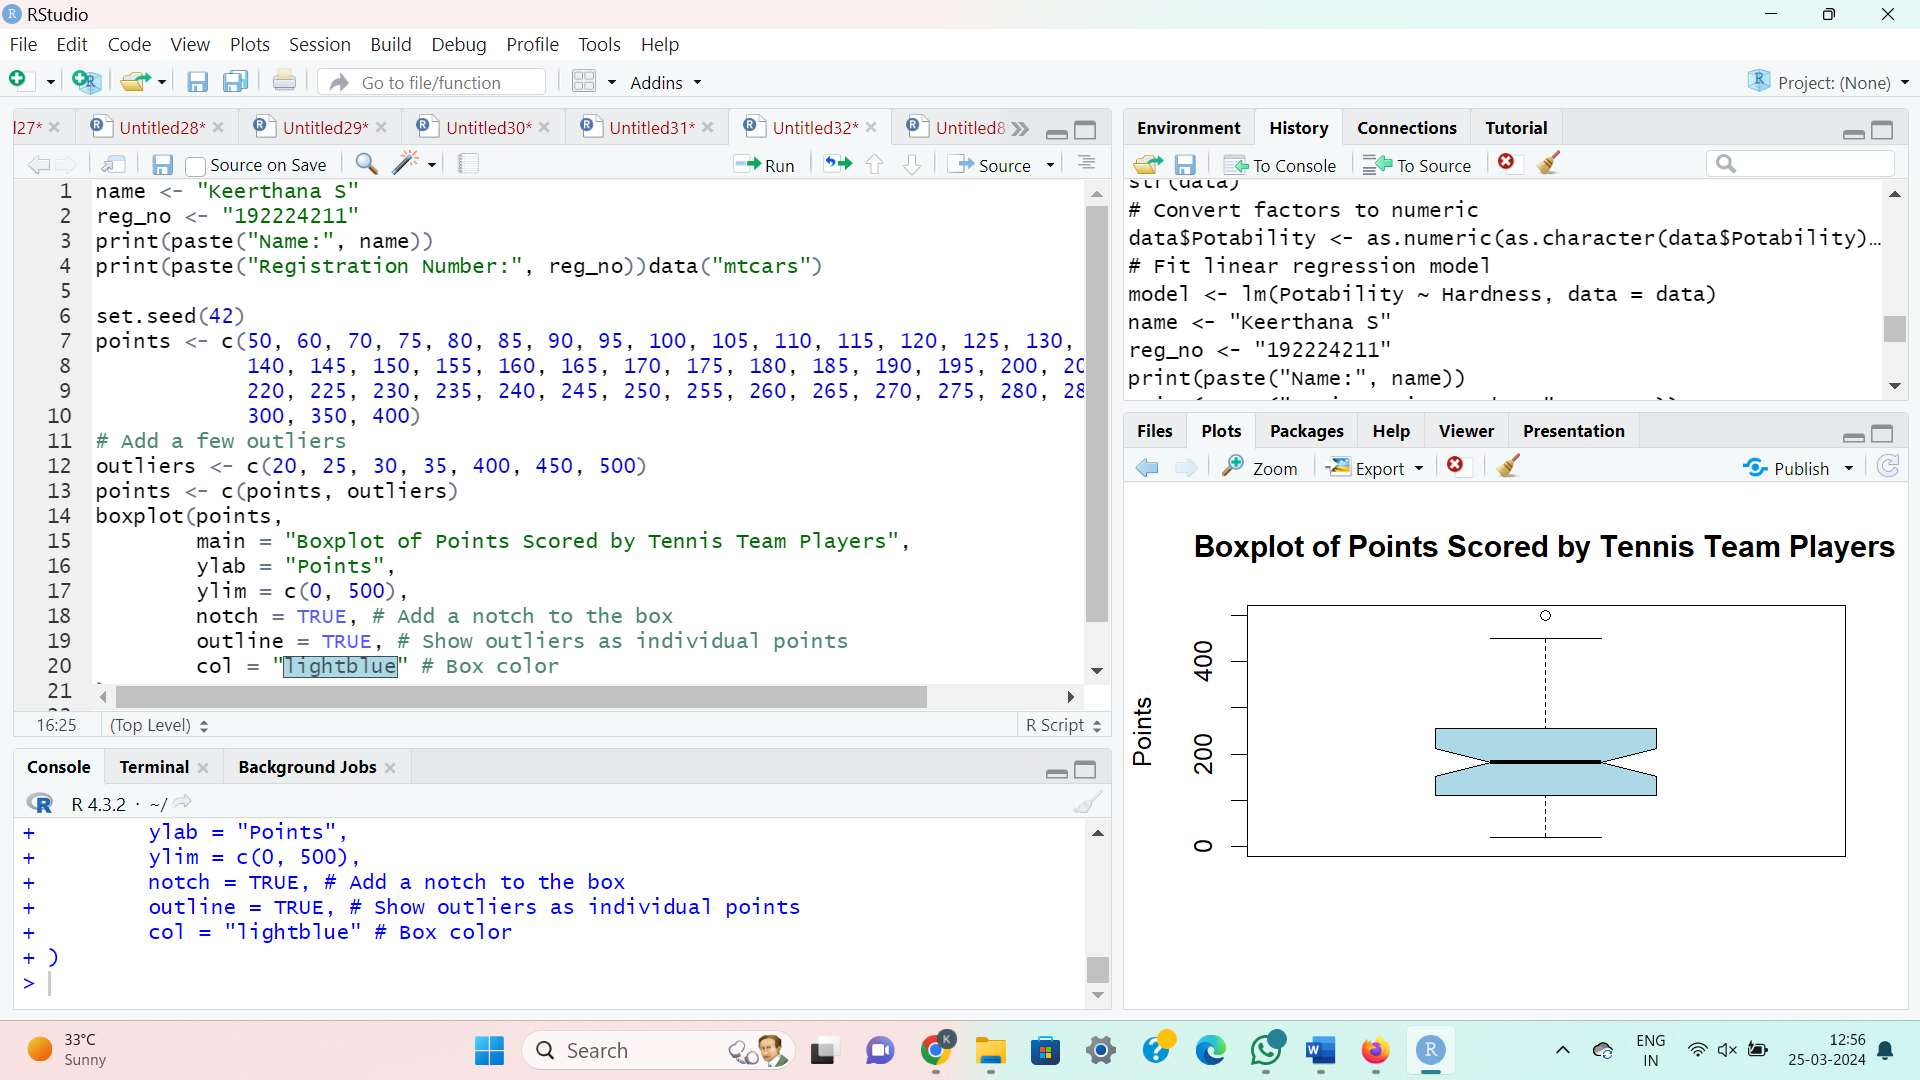 RStudio
File Edit Code View Plots Session Build Debug Profile Tools Help
Go to file/function Addins Project: (None)
l27* Untitled28* Untitled29* Untitled30* Untitled31* Untitled32* Untitled8
Source on Save Run Source
1 name <- "Keerthana S"
2 reg_no <- "192224211"
3 print(paste("Name:", name))
4 print(paste("Registration Number:", reg_no))data("mtcars")
5
6 set.seed(42)
7 points <- c(50, 60, 70, 75, 80, 85, 90, 95, 100, 105, 110, 115, 120, 125, 130,
8 140, 145, 150, 155, 160, 165, 170, 175, 180, 185, 190, 195, 200, 20
9 220, 225, 230, 235, 240, 245, 250, 255, 260, 265, 270, 275, 280, 28
10 300, 350, 400)
11 # Add a few outliers
12 outliers <- c(20, 25, 30, 35, 400, 450, 500)
13 points <- c(points, outliers)
14 boxplot(points,
15 main = "Boxplot of Points Scored by Tennis Team Players",
16 ylab = "Points",
17 ylim = c(0, 500),
18 notch = TRUE, # Add a notch to the box
19 outline = TRUE, # Show outliers as individual points
20 col = "lightblue" # Box color
21
16:25 (Top Level) R Script
Console Terminal Background Jobs
R 4.3.2 · ~/
+ ylab = "Points",
+ ylim = c(0, 500),
+ notch = TRUE, # Add a notch to the box
+ outline = TRUE, # Show outliers as individual points
+ col = "lightblue" # Box color
+ )
>
Environment History Connections Tutorial
To Console To Source
str(data)
# Convert factors to numeric
data$Potability <- as.numeric(as.character(data$Potability)…
# Fit linear regression model
model <- lm(Potability ~ Hardness, data = data)
name <- "Keerthana S"
reg_no <- "192224211"
print(paste("Name:", name))
Files Plots Packages Help Viewer Presentation
Zoom Export Publish
Boxplot of Points Scored by Tennis Team Players
Points
400
200
0
33°C
Sunny
Search
K
ENG
IN
12:56
25-03-2024